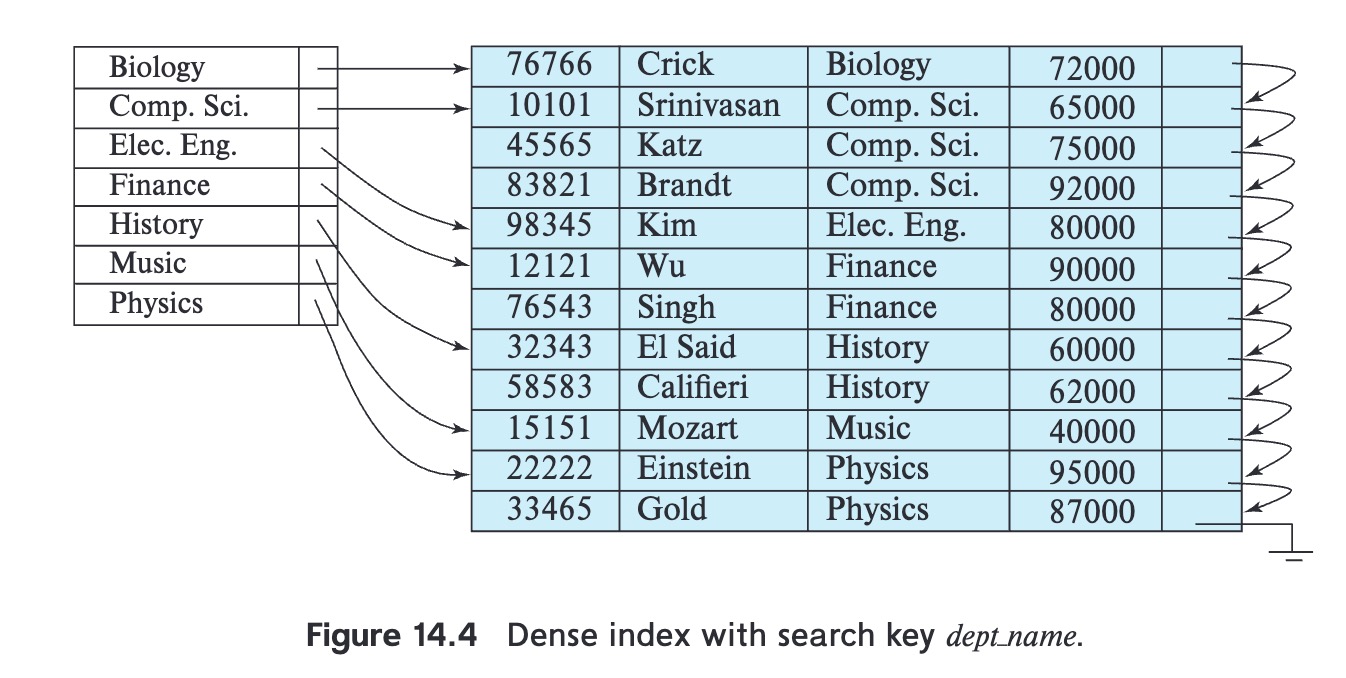 Biology
Comp. Sci.
Elec. Eng.
Finance
History
Music
Physics
76766 Crick Biology 72000
10101 Srinivasan Comp. Sci. 65000
45565 Katz Comp. Sci. 75000
83821 Brandt Comp. Sci. 92000
98345 Kim Elec. Eng. 80000
12121 Wu Finance 90000
76543 Singh Finance 80000
32343 El Said History 60000
58583 Califieri History 62000
15151 Mozart Music 40000
22222 Einstein Physics 95000
33465 Gold Physics 87000
Figure 14.4 Dense index with search key dept_name.